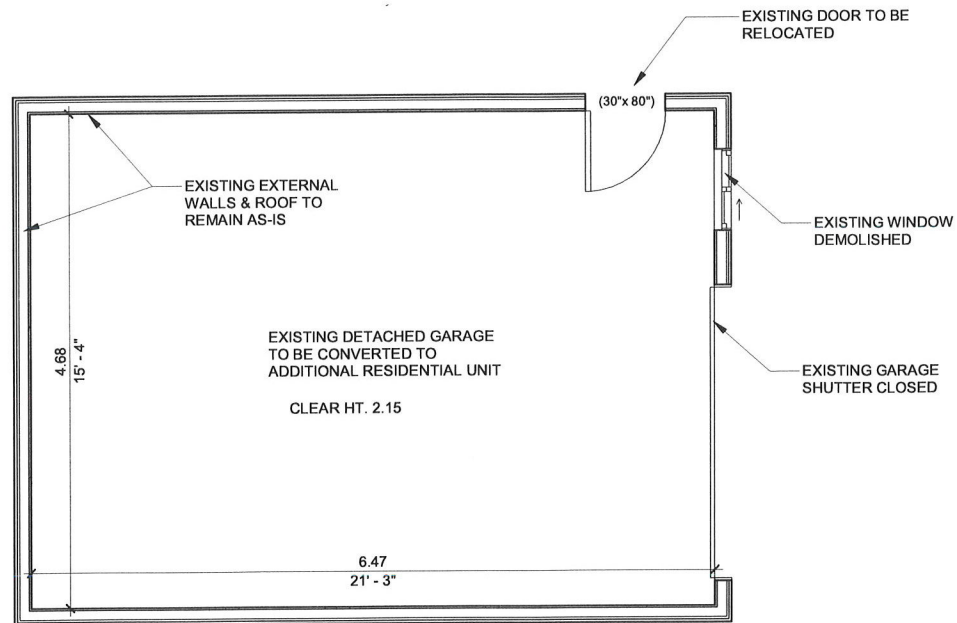 EXISTING DOOR TO BE
RELOCATED
(30"x 80")
EXISTING EXTERNAL
WALLS & ROOF TO
REMAIN AS-IS
EXISTING WINDOW
DEMOLISHED
EXISTING DETACHED GARAGE
TO BE CONVERTED TO
ADDITIONAL RESIDENTIAL UNIT
CLEAR HT. 2.15
4.68
15' - 4"
EXISTING GARAGE
SHUTTER CLOSED
6.47
21' - 3"